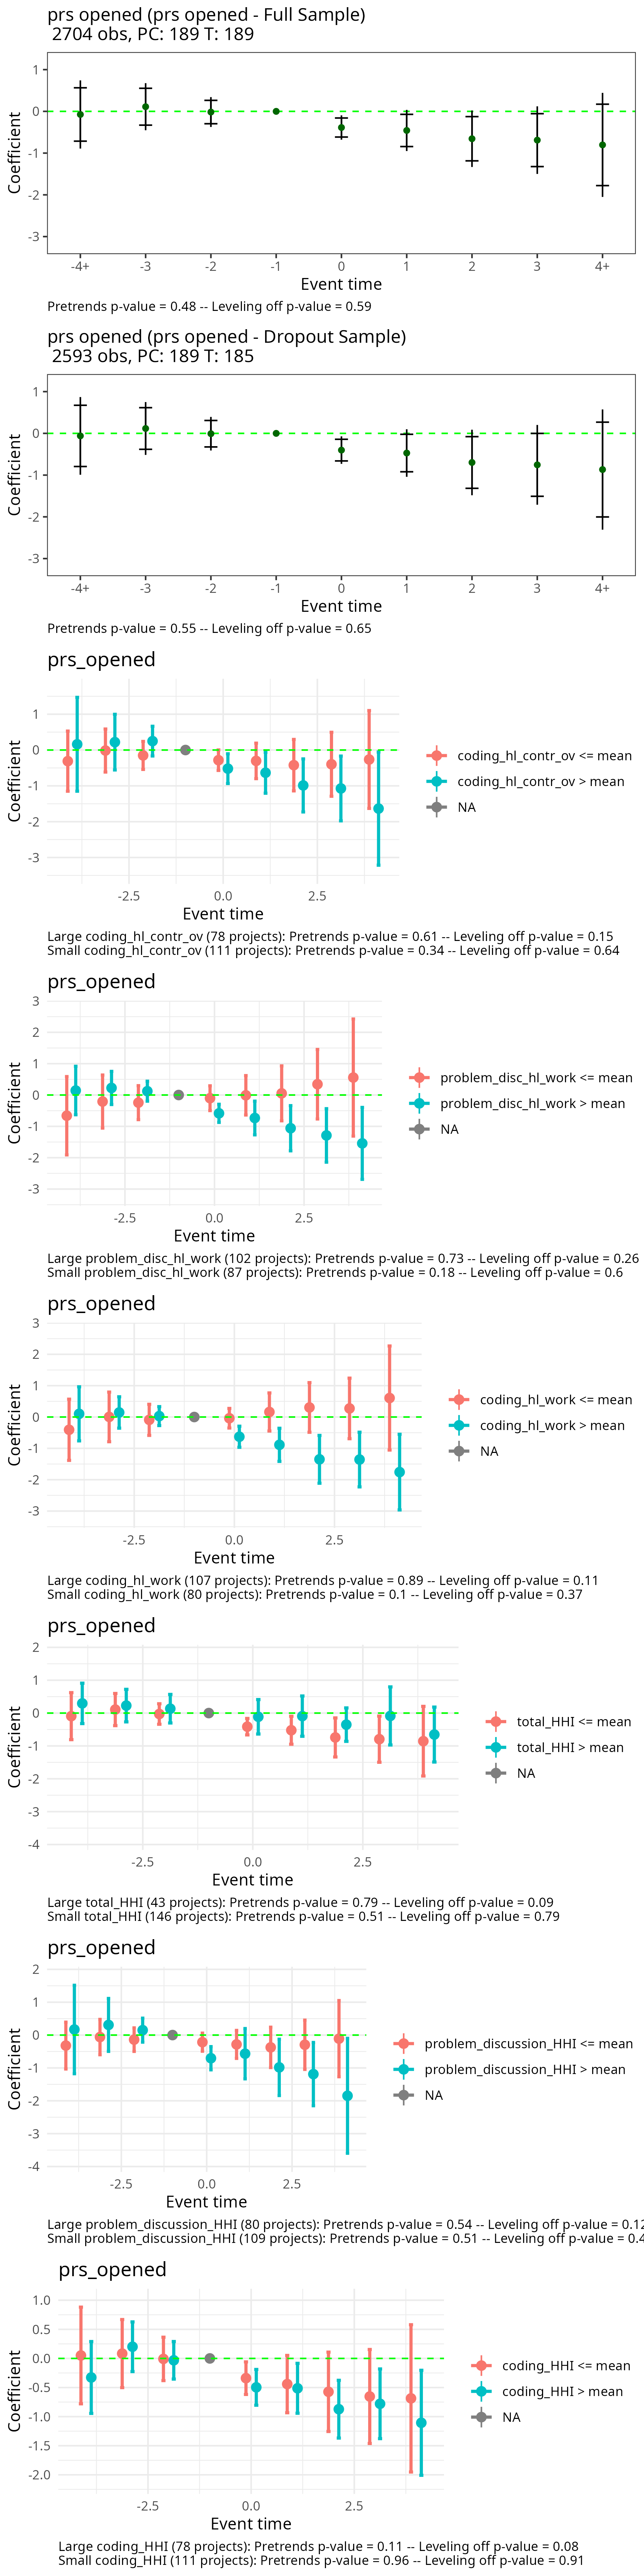 prs opened (prs opened - Full Sample)
2704 obs, PC: 189 T: 189
Coefficient
1
0
-1
-2
-3
-4+ -3 -2 -1 0 1 2 3 4+
Event time
Pretrends p-value = 0.48 -- Leveling off p-value = 0.59
prs opened (prs opened - Dropout Sample)
2593 obs, PC: 189 T: 185
Coefficient
1
0
-1
-2
-3
-4+ -3 -2 -1 0 1 2 3 4+
Event time
Pretrends p-value = 0.55 -- Leveling off p-value = 0.65
prs_opened
Coefficient
1
0
-1
-2
-3
-2.5 0.0 2.5
Event time
coding_hl_contr_ov <= mean
coding_hl_contr_ov > mean
NA
Large coding_hl_contr_ov (78 projects): Pretrends p-value = 0.61 -- Leveling off p-value = 0.15
Small coding_hl_contr_ov (111 projects): Pretrends p-value = 0.34 -- Leveling off p-value = 0.64
prs_opened
Coefficient
3
2
1
0
-1
-2
-3
-2.5 0.0 2.5
Event time
problem_disc_hl_work <= mean
problem_disc_hl_work > mean
NA
Large problem_disc_hl_work (102 projects): Pretrends p-value = 0.73 -- Leveling off p-value = 0.26
Small problem_disc_hl_work (87 projects): Pretrends p-value = 0.18 -- Leveling off p-value = 0.6
prs_opened
Coefficient
3
2
1
0
-1
-2
-3
-2.5 0.0 2.5
Event time
coding_hl_work <= mean
coding_hl_work > mean
NA
Large coding_hl_work (107 projects): Pretrends p-value = 0.89 -- Leveling off p-value = 0.11
Small coding_hl_work (80 projects): Pretrends p-value = 0.1 -- Leveling off p-value = 0.37
prs_opened
Coefficient
2
1
0
-1
-2
-3
-4
-2.5 0.0 2.5
Event time
total_HHI <= mean
total_HHI > mean
NA
Large total_HHI (43 projects): Pretrends p-value = 0.79 -- Leveling off p-value = 0.09
Small total_HHI (146 projects): Pretrends p-value = 0.51 -- Leveling off p-value = 0.79
prs_opened
Coefficient
2
1
0
-1
-2
-3
-4
-2.5 0.0 2.5
Event time
problem_discussion_HHI <= mean
problem_discussion_HHI > mean
NA
Large problem_discussion_HHI (80 projects): Pretrends p-value = 0.54 -- Leveling off p-value = 0.12
Small problem_discussion_HHI (109 projects): Pretrends p-value = 0.51 -- Leveling off p-value = 0.4
prs_opened
Coefficient
1.0
0.5
0.0
-0.5
-1.0
-1.5
-2.0
-2.5 0.0 2.5
Event time
coding_HHI <= mean
coding_HHI > mean
NA
Large coding_HHI (78 projects): Pretrends p-value = 0.11 -- Leveling off p-value = 0.08
Small coding_HHI (111 projects): Pretrends p-value = 0.96 -- Leveling off p-value = 0.91